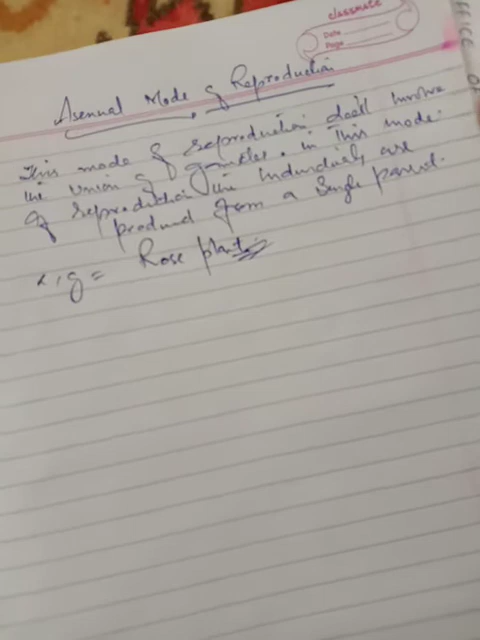 classmate
Date
Page
Asexual Mode of Reproduction
This mode of reproduction does't involve
the union of gametes. in This mode
of reproduction the individuals are
produced from a single parent.
e.g = Rose plant